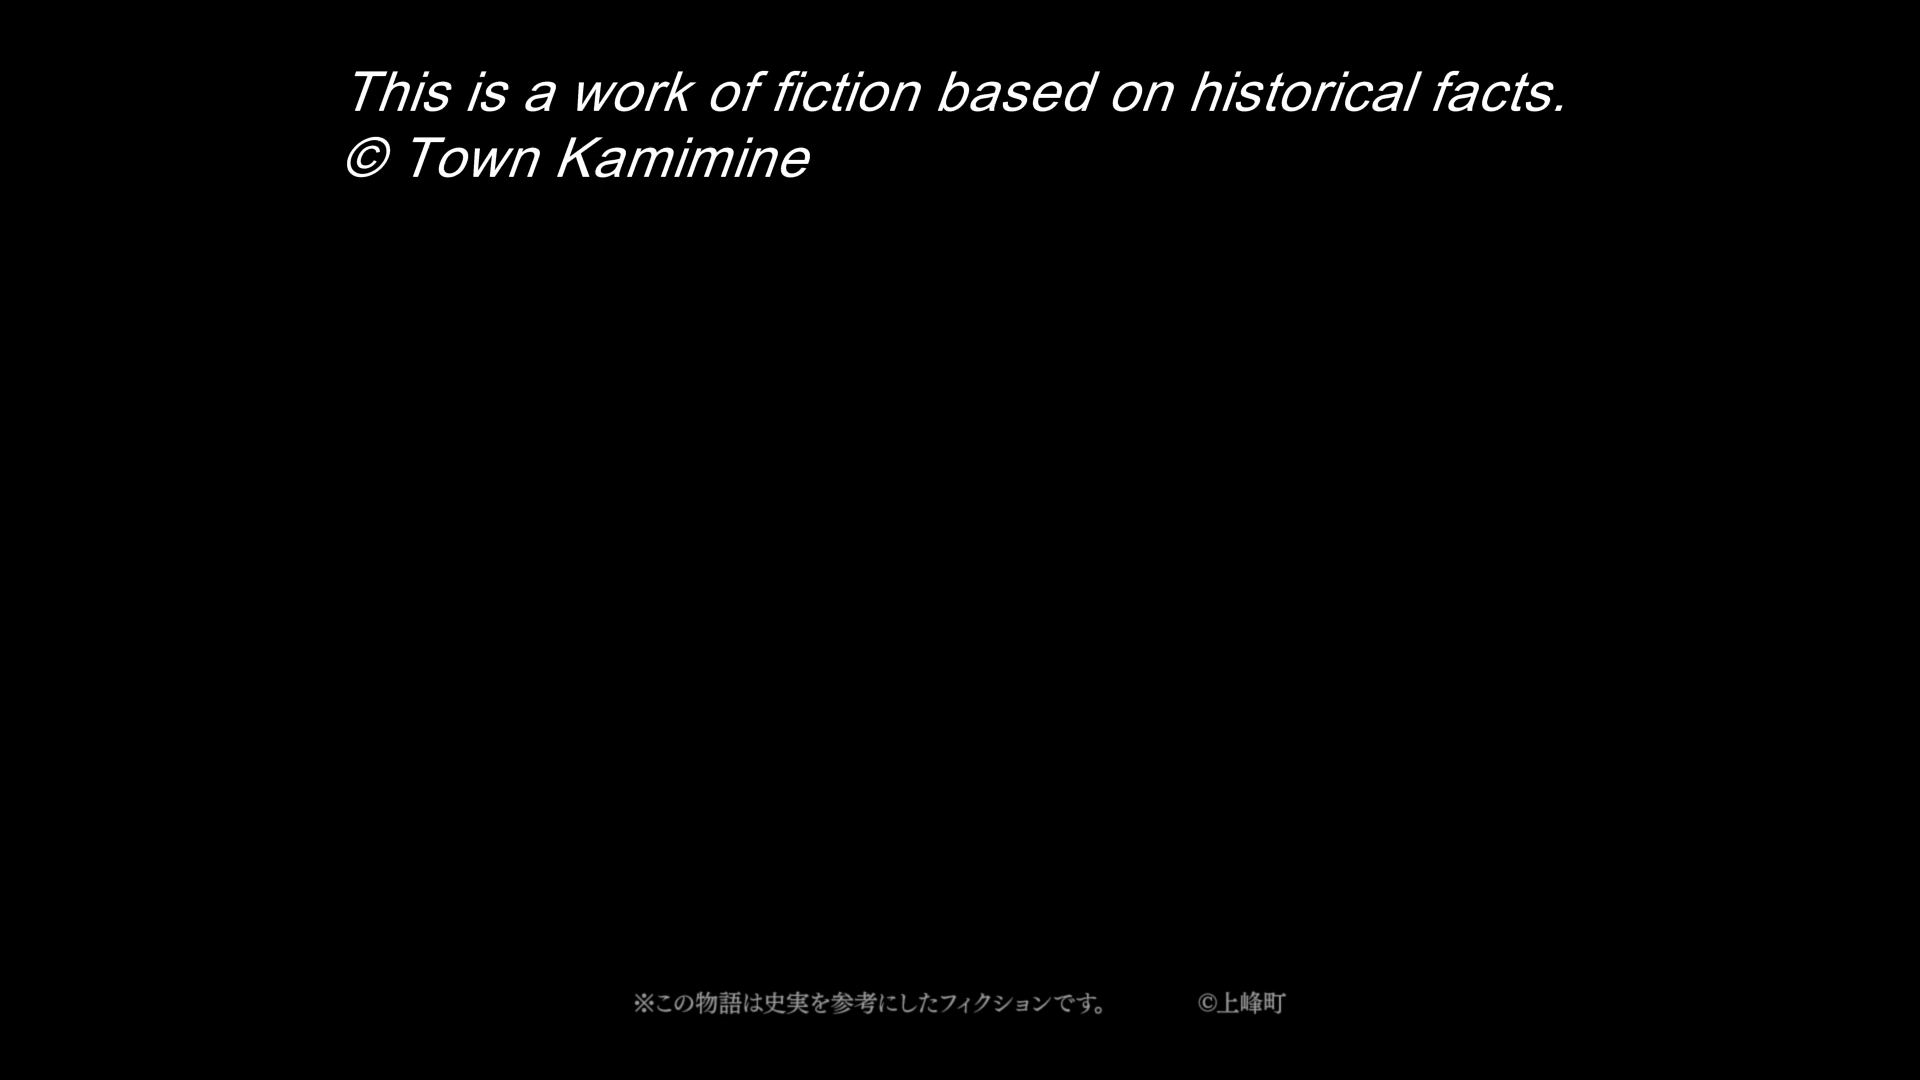 This is a work of fiction based on historical facts.
© Town Kamimine
※この物語は史実を参考にしたフィクションです。 ©上峰町